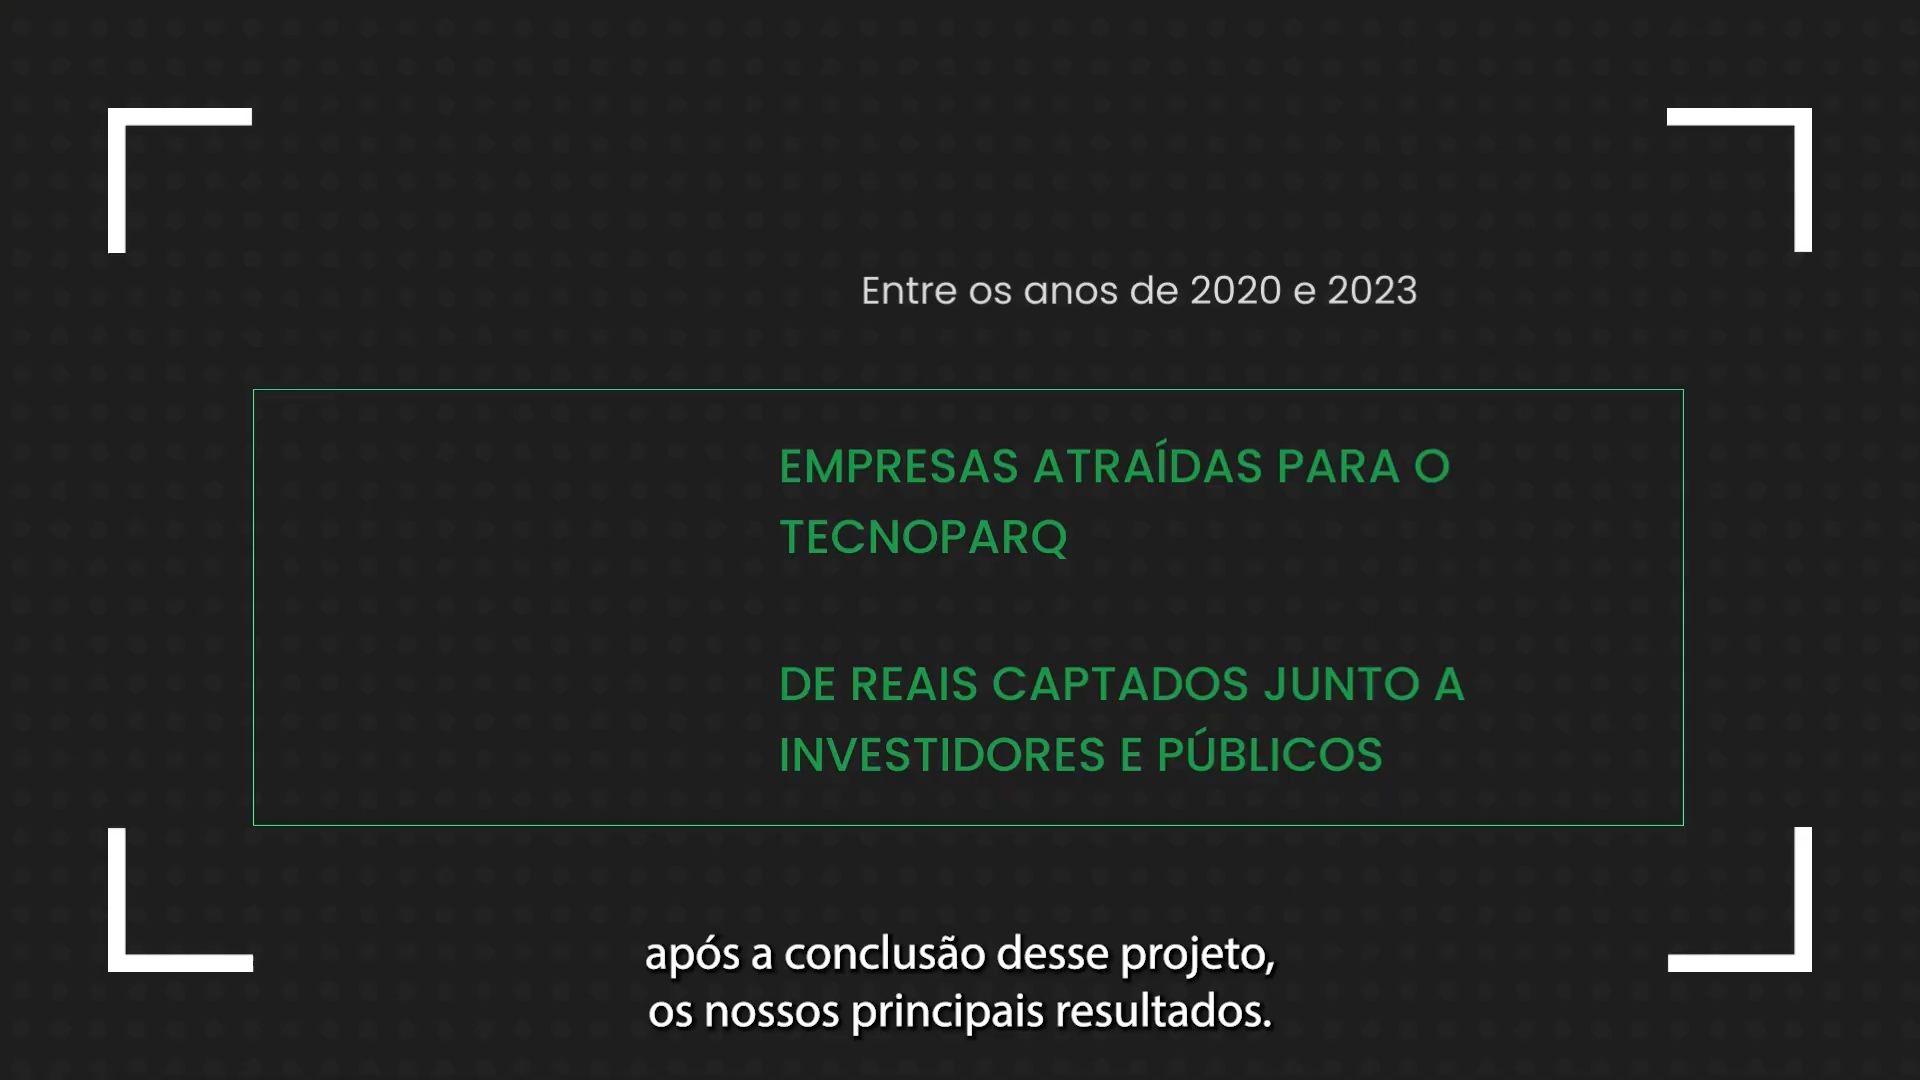 Entre os anos de 2020 e 2023
EMPRESAS ATRAÍDAS PARA O
TECNOPARQ
DE REAIS CAPTADOS JUNTO A
INVESTIDORES E PÚBLICOS
após a conclusão desse projeto,
os nossos principais resultados.